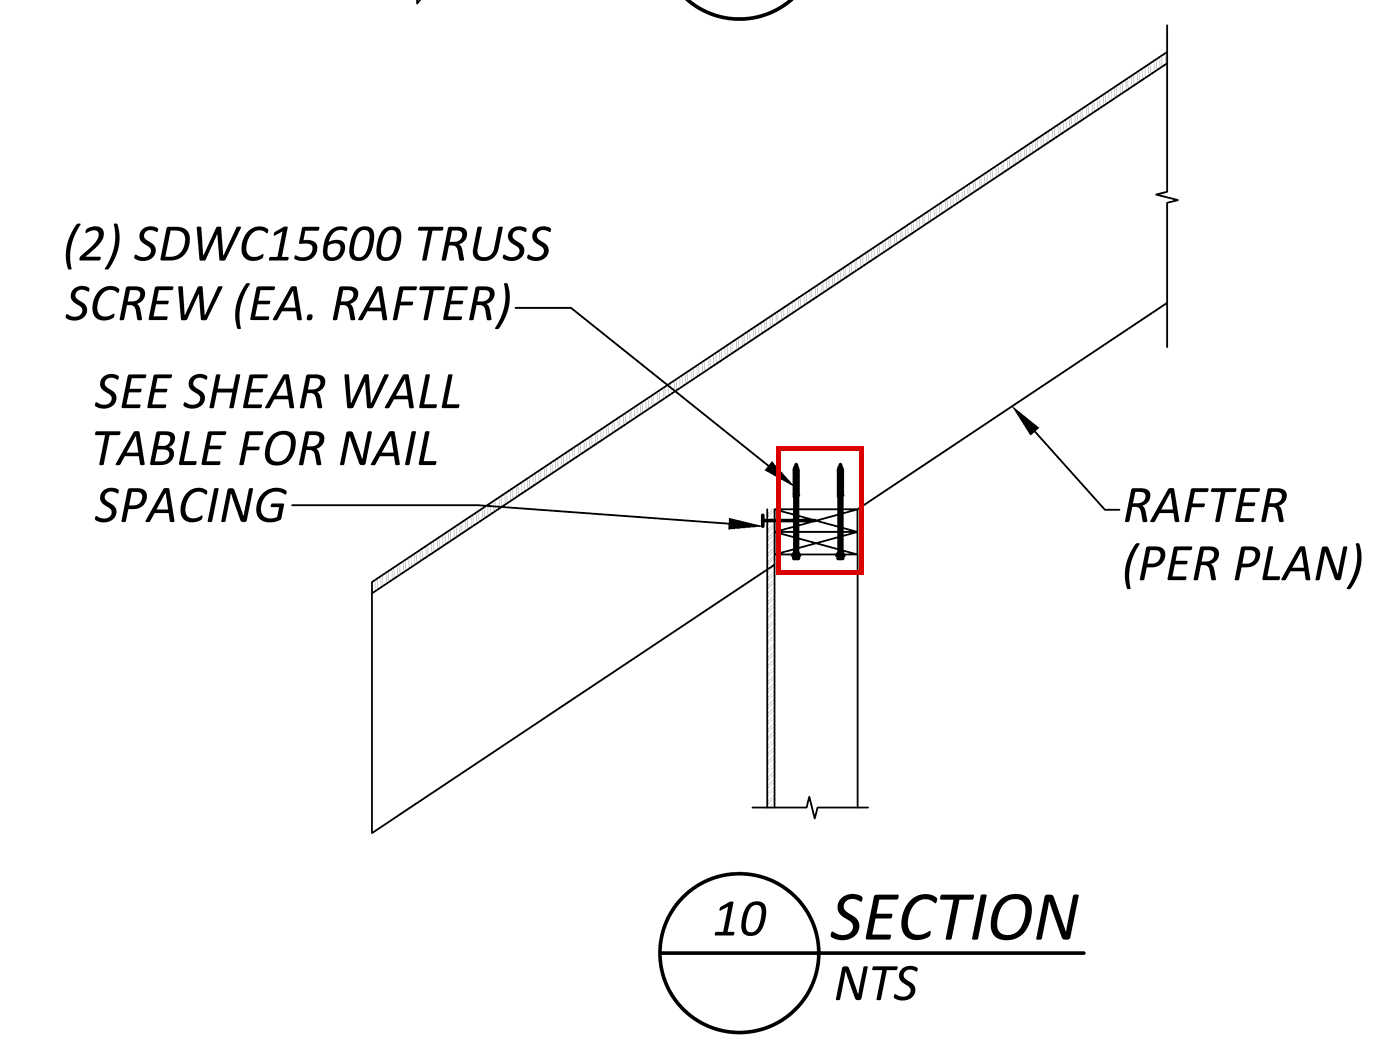 (2) SDWC15600 TRUSS
SCREW (EA. RAFTER)
SEE SHEAR WALL
TABLE FOR NAIL
SPACING
RAFTER
(PER PLAN)
10
SECTION
NTS